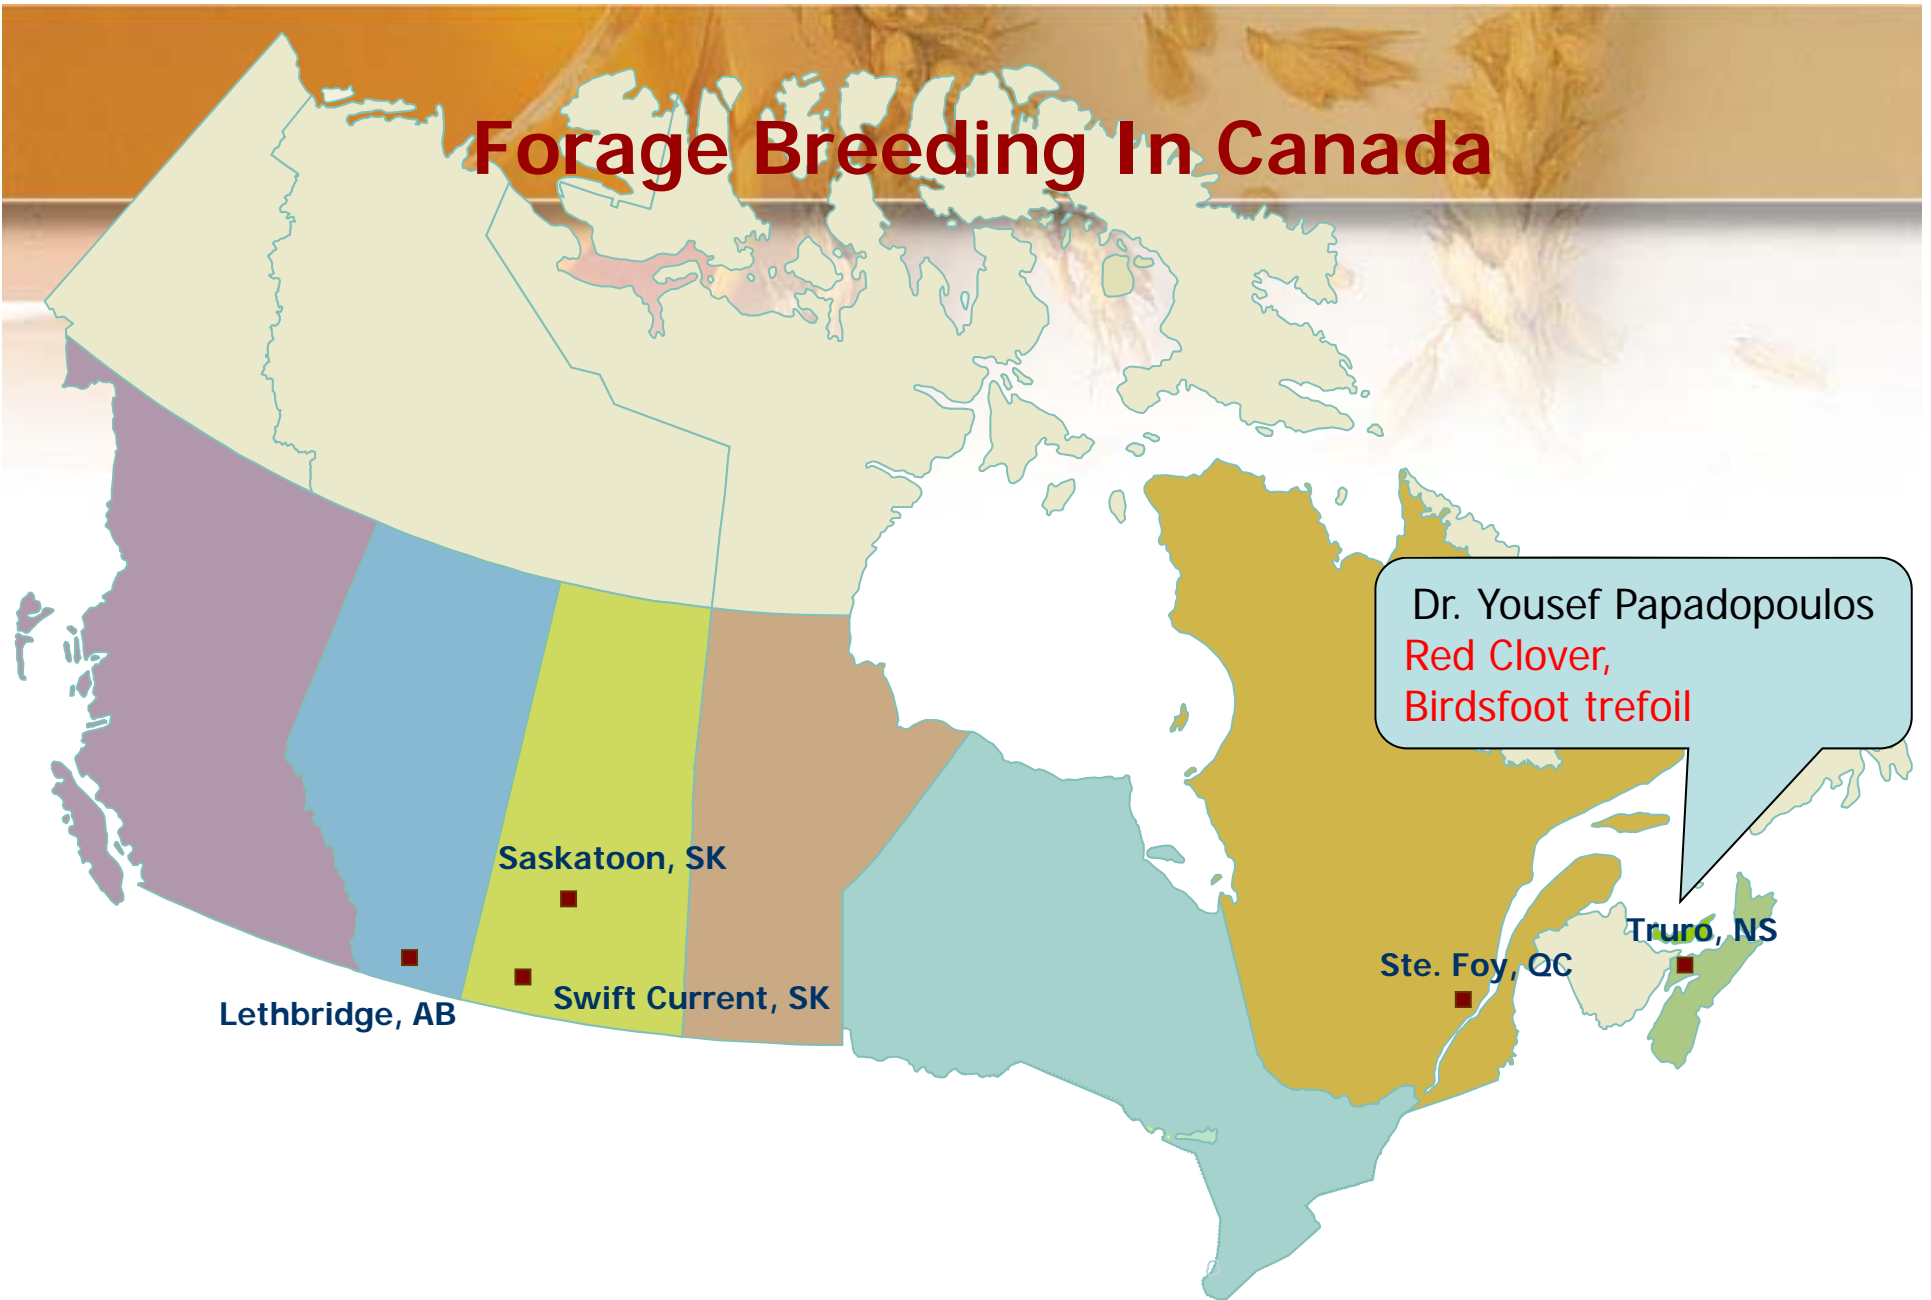 Forage Breeding In Canada
Dr. Yousef Papadopoulos
Red Clover,
Birdsfoot trefoil
Saskatoon, SK
Truro, NS
Ste. Foy, QC
Swift Current, SK
Lethbridge, AB